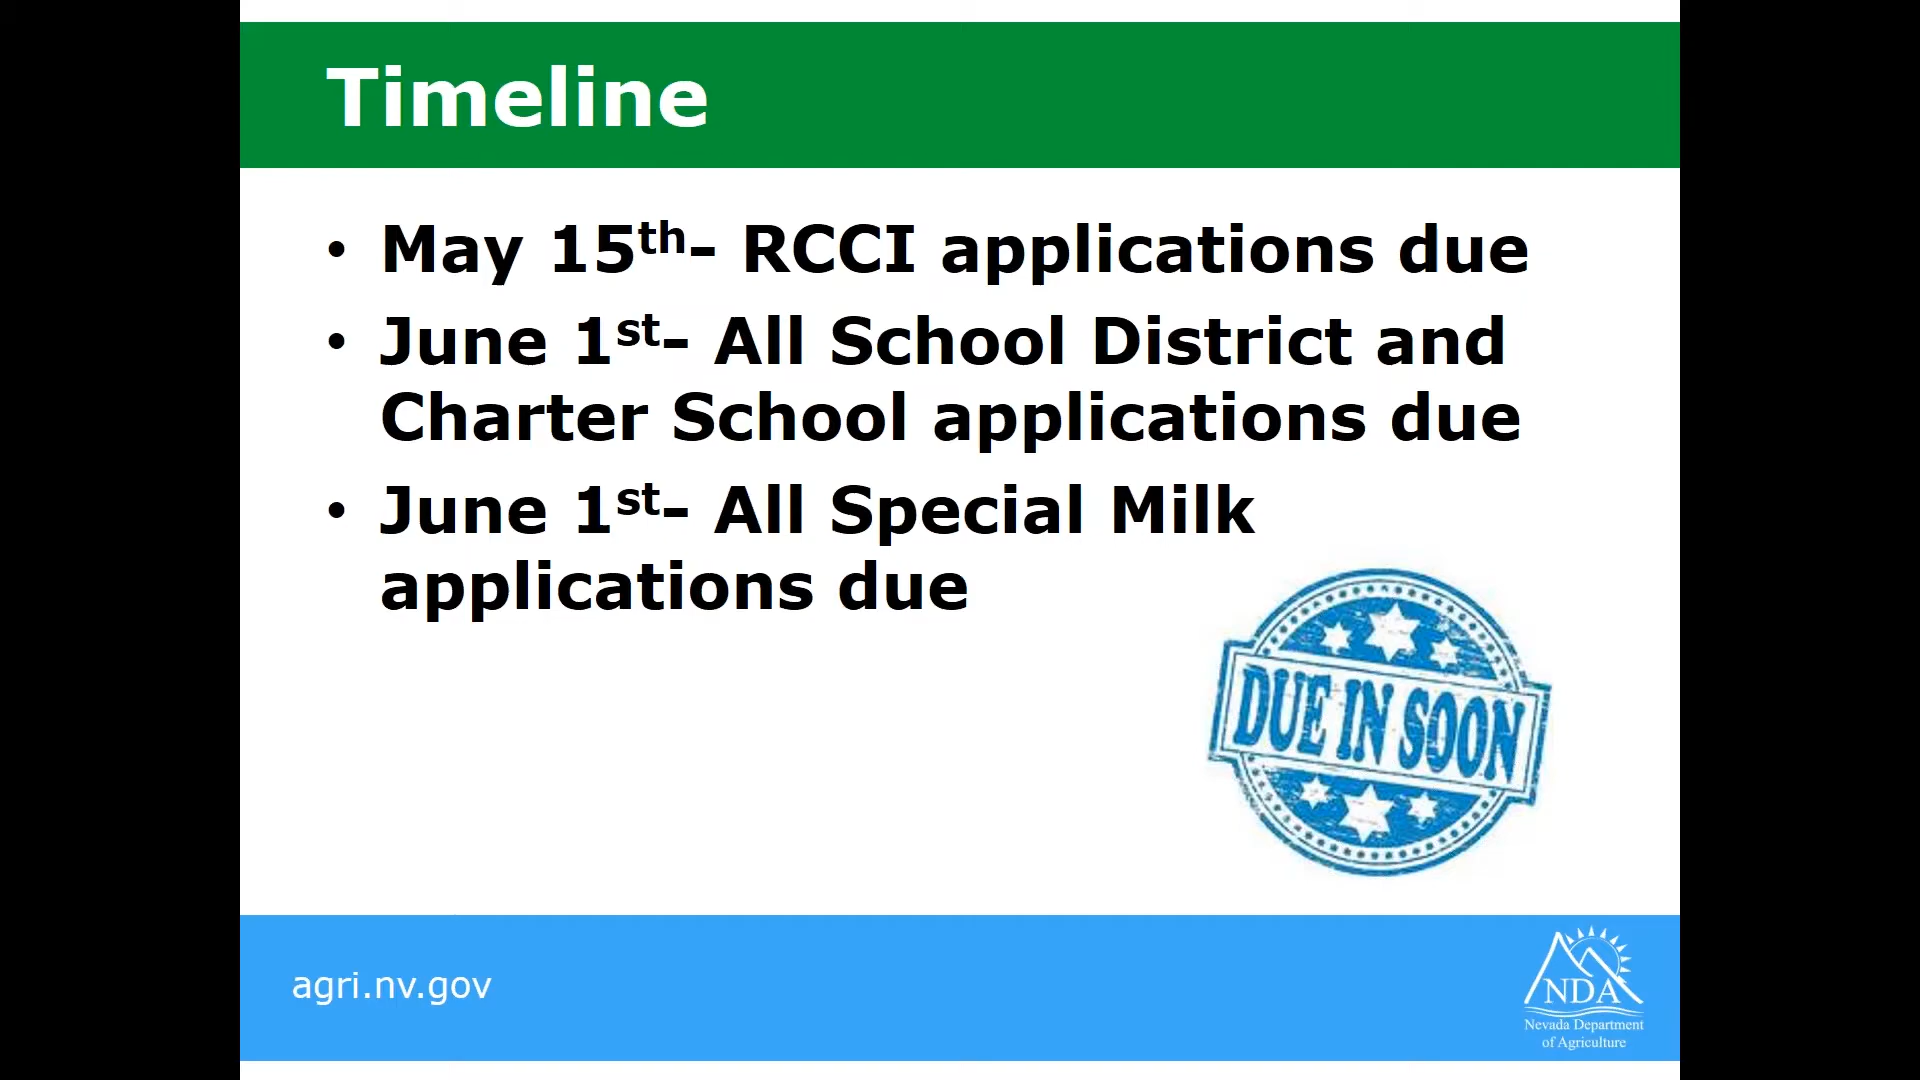 Timeline
• May 15th- RCCI applications due
• June 1st- All School District and
Charter School applications due
• June 1st- All Special Milk
applications due
DUE IN SOON
agri.nv.gov
NDA
Nevada Department
of Agriculture